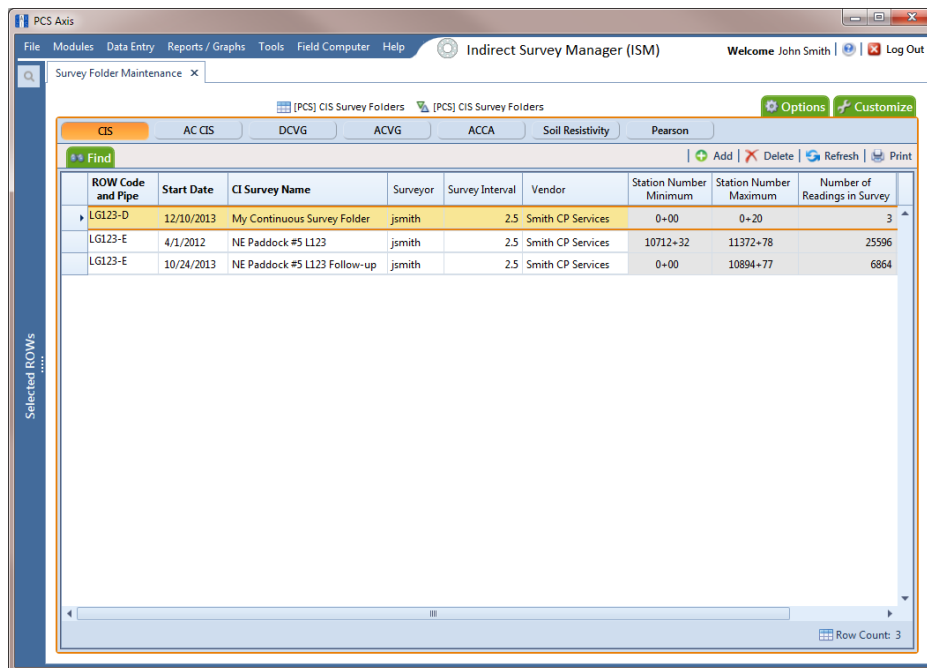 PCS Axis
File Modules Data Entry Reports / Graphs Tools Field Computer Help Indirect Survey Manager (ISM) Welcome John Smith | Log Out
Survey Folder Maintenance X
[PCS] CIS Survey Folders [PCS] CIS Survey Folders Options Customize
CIS AC CIS DCVG ACVG ACCA Soil Resistivity Pearson
Find | Add | Delete | Refresh | Print
ROW Code and Pipe Start Date CI Survey Name Surveyor Survey Interval Vendor Station Number Minimum Station Number Maximum Number of Readings in Survey
LG123-D 12/10/2013 My Continuous Survey Folder jsmith 2.5 Smith CP Services 0+00 0+20 3
LG123-E 4/1/2012 NE Paddock #5 L123 jsmith 2.5 Smith CP Services 10712+32 11372+78 25596
LG123-E 10/24/2013 NE Paddock #5 L123 Follow-up jsmith 2.5 Smith CP Services 0+00 10894+77 6864
Selected ROWs
Row Count: 3